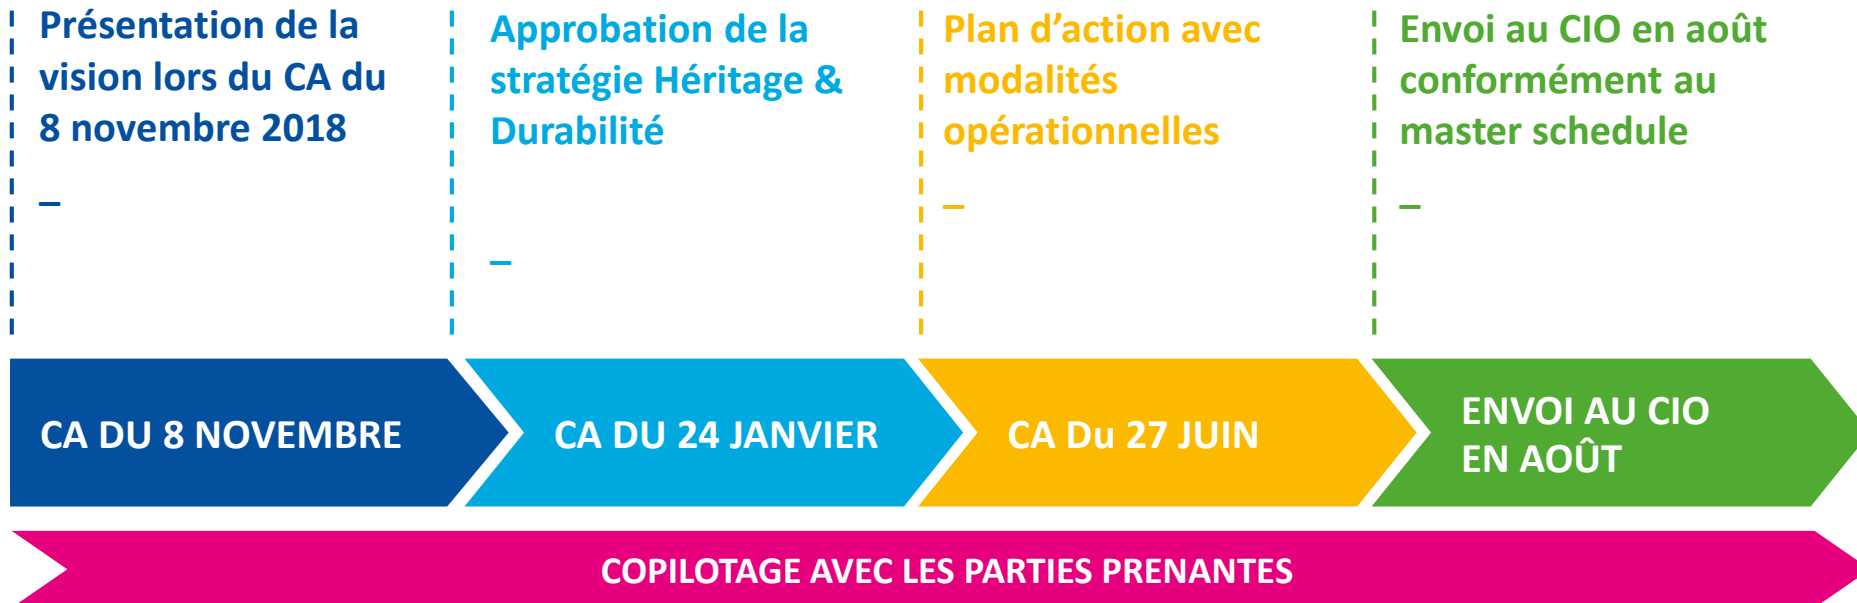 Présentation de la
vision lors du CA du
8 novembre 2018
–
Approbation de la
stratégie Héritage &
Durabilité
–
Plan d’action avec
modalités
opérationnelles
–
Envoi au CIO en août
conformément au
master schedule
–
CA DU 8 NOVEMBRE
CA DU 24 JANVIER
CA Du 27 JUIN
ENVOI AU CIO
EN AOÛT
COPILOTAGE AVEC LES PARTIES PRENANTES